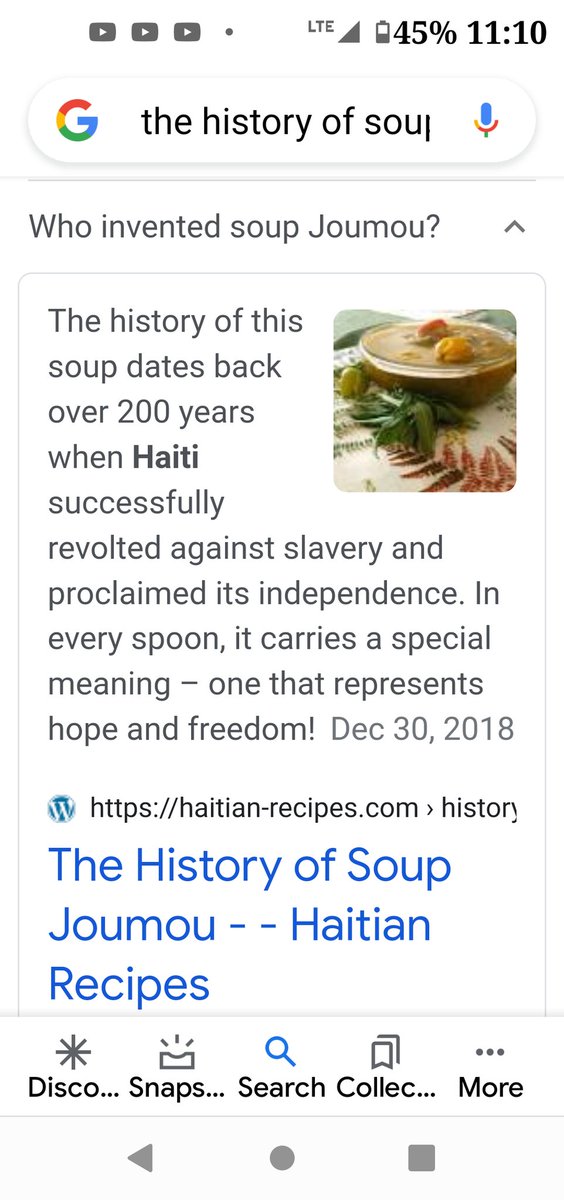 LTE 45% 11:10
the history of sou
Who invented soup Joumou?
The history of this
soup dates back
over 200 years
when Haiti
successfully
revolted against slavery and
proclaimed its independence. In
every spoon, it carries a special
meaning – one that represents
hope and freedom! Dec 30, 2018
https://haitian-recipes.com › history
The History of Soup
Joumou - - Haitian
Recipes
Disco... Snaps... Search Collec... More